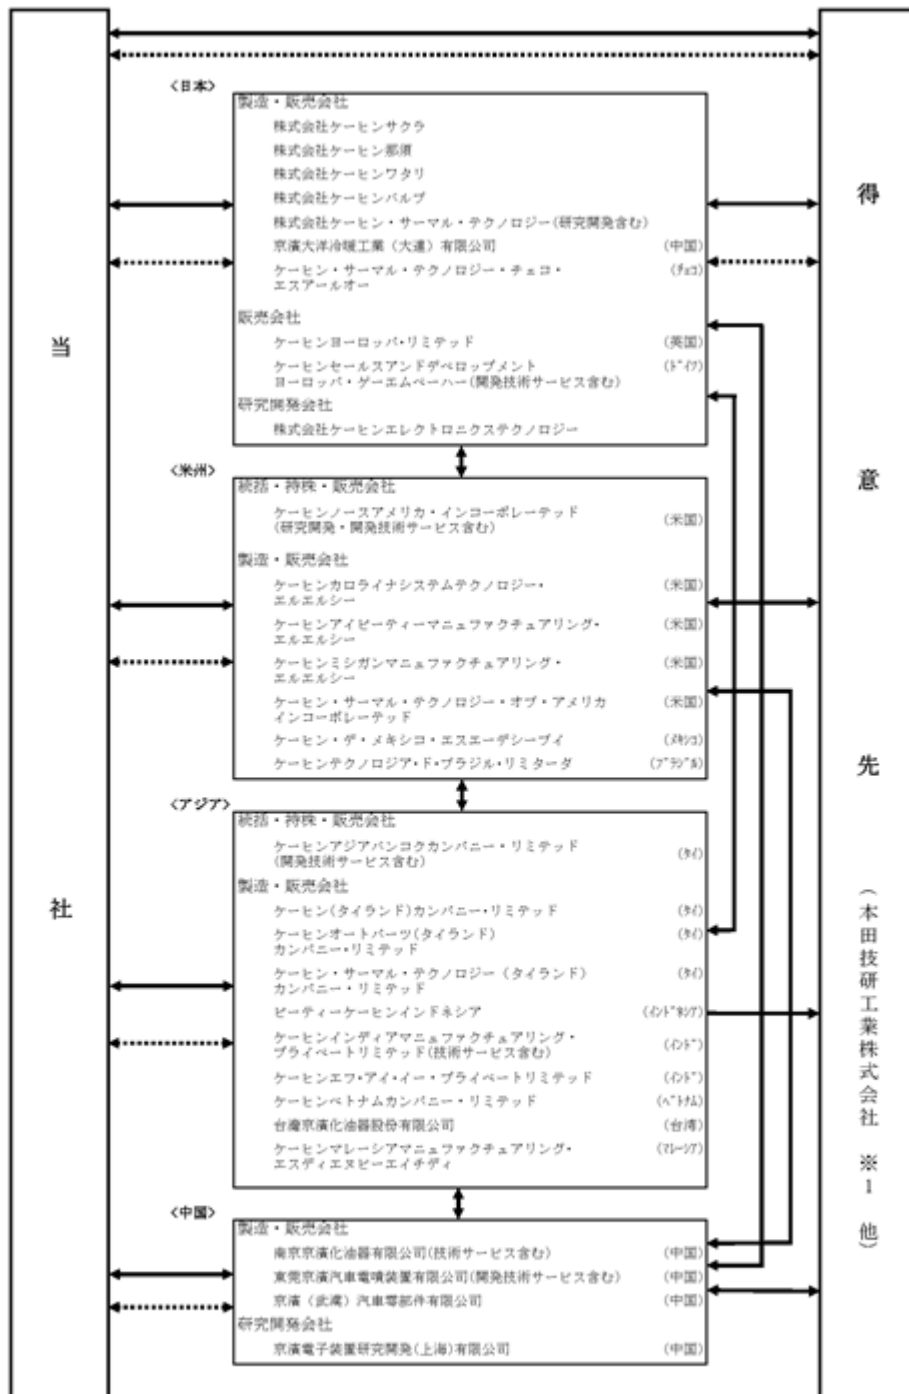 <日本>
製造・販売会社
株式会社ケーヒンサクラ
株式会社ケーヒン那須
株式会社ケーヒンワタリ
株式会社ケーヒンバルブ
株式会社ケーヒン・サーマル・テクノロジー(研究開発含む)
京濱大洋冷暖工業（大連）有限公司 (中国)
ケーヒン・サーマル・テクノロジー・チェコ・ (ﾁｪｺ)
エスアールオー
販売会社
ケーヒンヨーロッパ・リミテッド (英国)
ケーヒンセールスアンドデベロップメント (ﾄﾞｲﾂ)
ヨーロッパ・ゲーエムベーハー(開発技術サービス含む)
研究開発会社
株式会社ケーヒンエレクトロニクステクノロジー
<米州>
統括・持株・販売会社
ケーヒンノースアメリカ・インコーポレーテッド (米国)
(研究開発・開発技術サービス含む)
製造・販売会社
ケーヒンカロライナシステムテクノロジー・ (米国)
エルエルシー
ケーヒンアイピーティーマニュファクチュアリング・ (米国)
エルエルシー
ケーヒンミシガンマニュファクチュアリング・ (米国)
エルエルシー
ケーヒン・サーマル・テクノロジー・オブ・アメリカ (米国)
インコーポレーテッド
ケーヒン・デ・メキシコ・エスエーデシーブイ (ﾒｷｼｺ)
ケーヒンテクノロジア・ド・ブラジル・リミターダ (ﾌﾞﾗｼﾞﾙ)
<アジア>
統括・持株・販売会社
ケーヒンアジアバンコクカンパニー・リミテッド (ﾀｲ)
(開発技術サービス含む)
製造・販売会社
ケーヒン(タイランド)カンパニー・リミテッド (ﾀｲ)
ケーヒンオートパーツ(タイランド) (ﾀｲ)
カンパニー・リミテッド
ケーヒン・サーマル・テクノロジー（タイランド） (ﾀｲ)
カンパニー・リミテッド
ピーティーケーヒンインドネシア (ｲﾝﾄﾞﾈｼｱ)
ケーヒンインディアマニュファクチュアリング・ (ｲﾝﾄﾞ)
プライベートリミテッド(技術サービス含む)
ケーヒンエフ・アイ・イー・プライベートリミテッド (ｲﾝﾄﾞ)
ケーヒンベトナムカンパニー・リミテッド (ﾍﾞﾄﾅﾑ)
台灣京濱化油器股份有限公司 (台湾)
ケーヒンマレーシアマニュファクチュアリング・ (ﾏﾚｰｼｱ)
エスディエヌビーエイチディ
<中国>
製造・販売会社
南京京濱化油器有限公司(技術サービス含む) (中国)
東莞京濱汽車電噴装置有限公司(開発技術サービス含む) (中国)
京濱（武漢）汽車零部件有限公司 (中国)
研究開発会社
京濱電子装置研究開発(上海)有限公司 (中国)
当社
得意先
（本田技研工業株式会社 ※1 他）